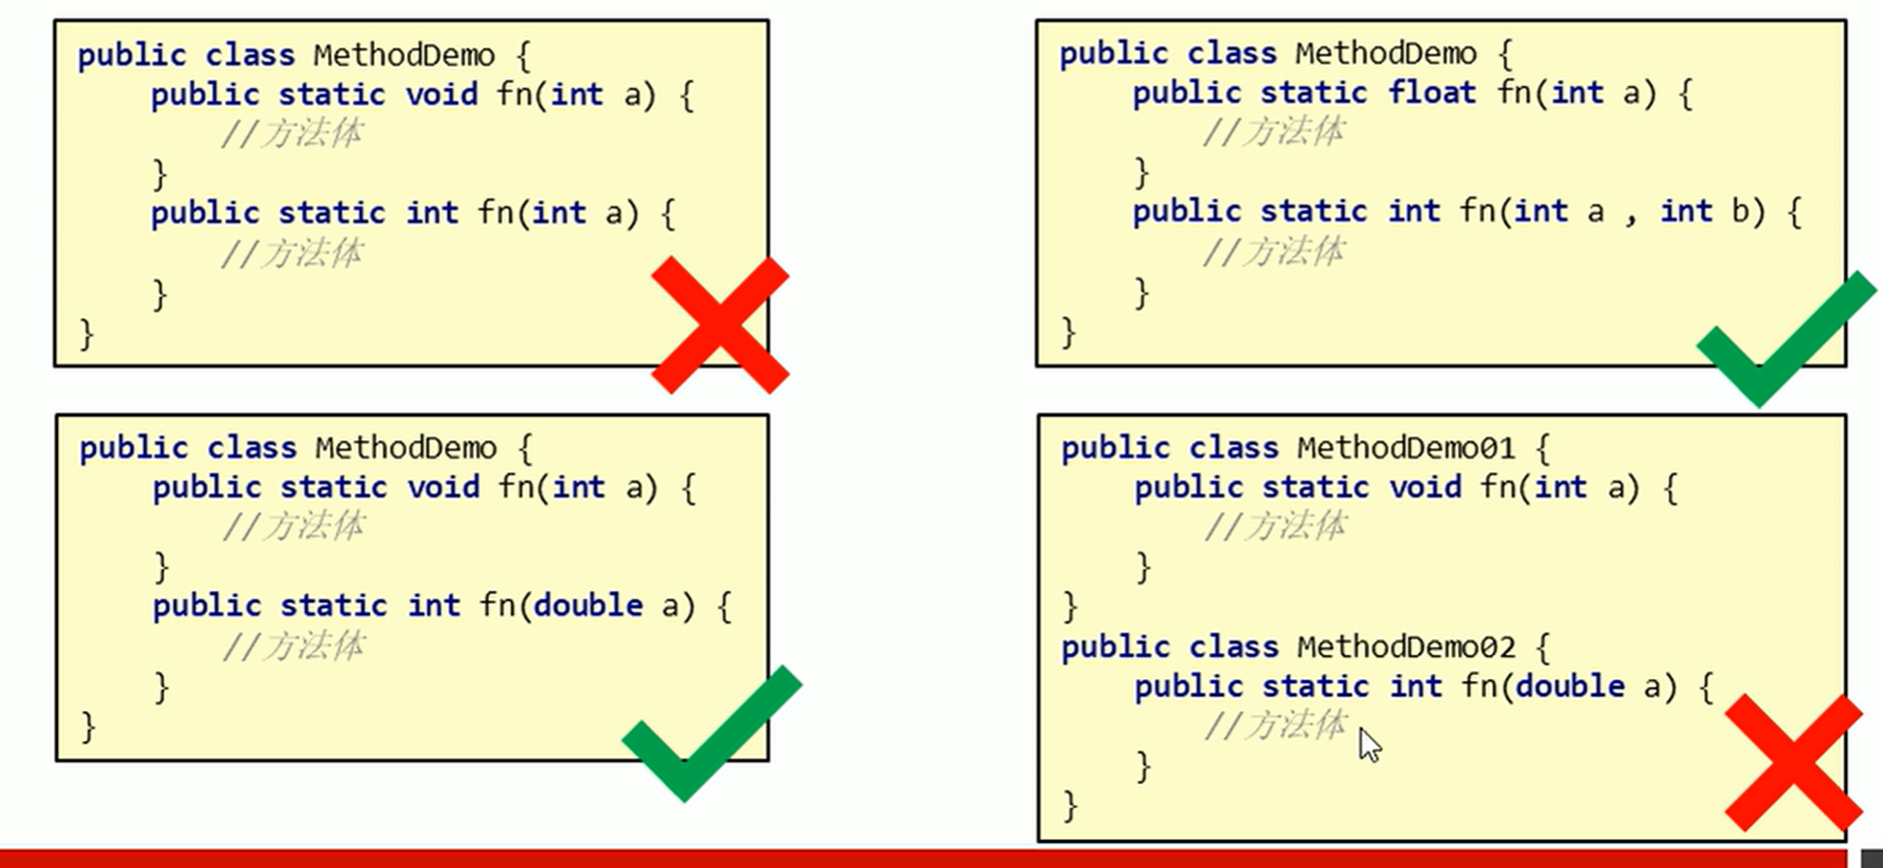 public class MethodDemo {
    public static void fn(int a) {
        //方法体
    }
    public static int fn(int a) {
        //方法体
    }
}
public class MethodDemo {
    public static float fn(int a) {
        //方法体
    }
    public static int fn(int a , int b) {
        //方法体
    }
}
public class MethodDemo {
    public static void fn(int a) {
        //方法体
    }
    public static int fn(double a) {
        //方法体
    }
}
public class MethodDemo01 {
    public static void fn(int a) {
        //方法体
    }
}
public class MethodDemo02 {
    public static int fn(double a) {
        //方法体
    }
}